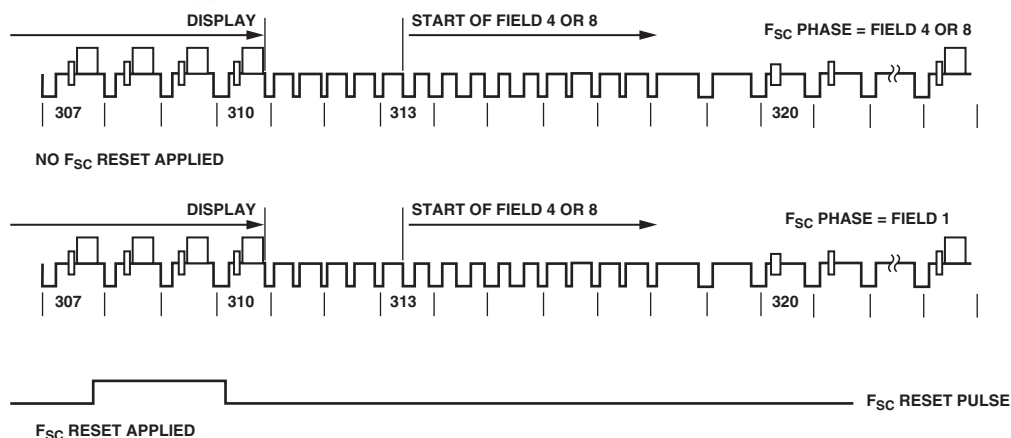 DISPLAY START OF FIELD 4 OR 8
FSC PHASE = FIELD 4 OR 8
307 310 313 320
NO FSC RESET APPLIED
DISPLAY START OF FIELD 4 OR 8
FSC PHASE = FIELD 1
307 310 313 320
FSC RESET PULSE
FSC RESET APPLIED